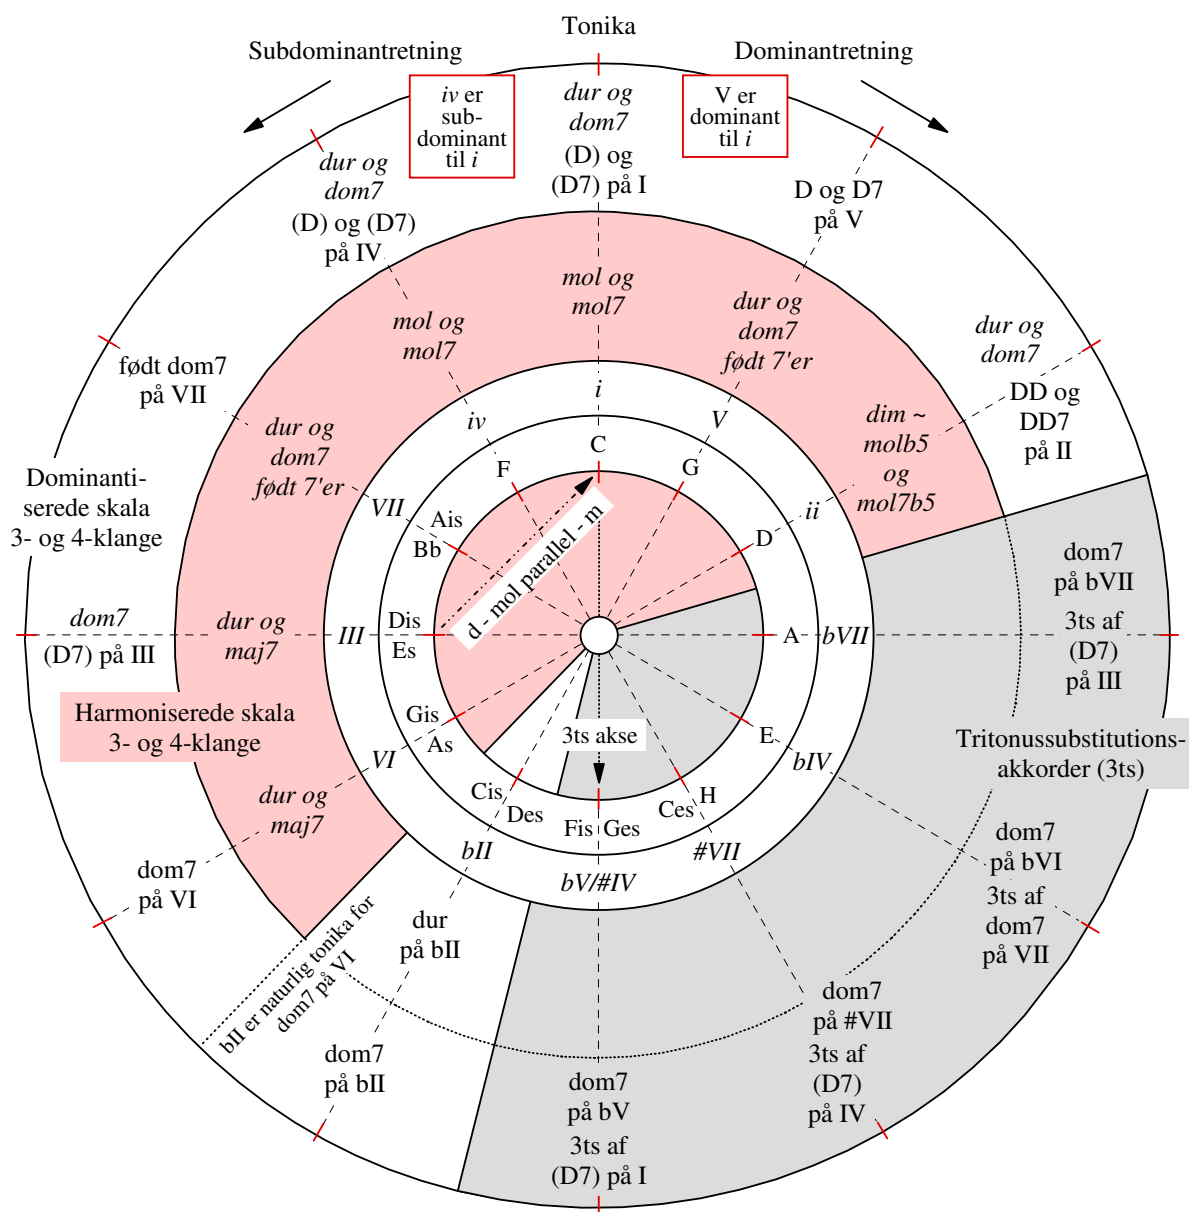 Tonika
Subdominantretning
Dominantretning
iv er
sub-
dominant
til i
dur og
dom7
(D) og
(D7) på I
V er
dominant
til i
dur og
dom7
(D) og (D7)
på IV
D og D7
på V
mol og
mol7
mol og
mol7
dur og
dom7
født 7'er
dur og
dom7
DD og
DD7
på II
født dom7
på VII
dur og
dom7
født 7'er
dim ~
molb5
og
mol7b5
i
iv
V
VII
ii
C
F
G
Ais
Bb
D
Dominanti-
serede skala
3- og 4-klange
d - mol parallel - m
dom7
på bVII
3ts af
(D7)
på III
dom7
(D7) på III
dur og
maj7
III
Dis
Es
A
bVII
Harmoniserede skala
3- og 4-klange
Gis
As
VI
3ts akse
E
bIV
Tritonussubstitutions-
akkorder (3ts)
dur og
maj7
Cis
Des
Fis
Ges
Ces
H
bII
bV/#IV
#VII
dom7
på VI
dom7
på bVI
3ts af
dom7
på VII
bII er naturlig tonika for
dom7 på VI
dur
på bII
dom7
på #VII
3ts af
(D7)
på IV
dom7
på bII
dom7
på bV
3ts af
(D7) på I